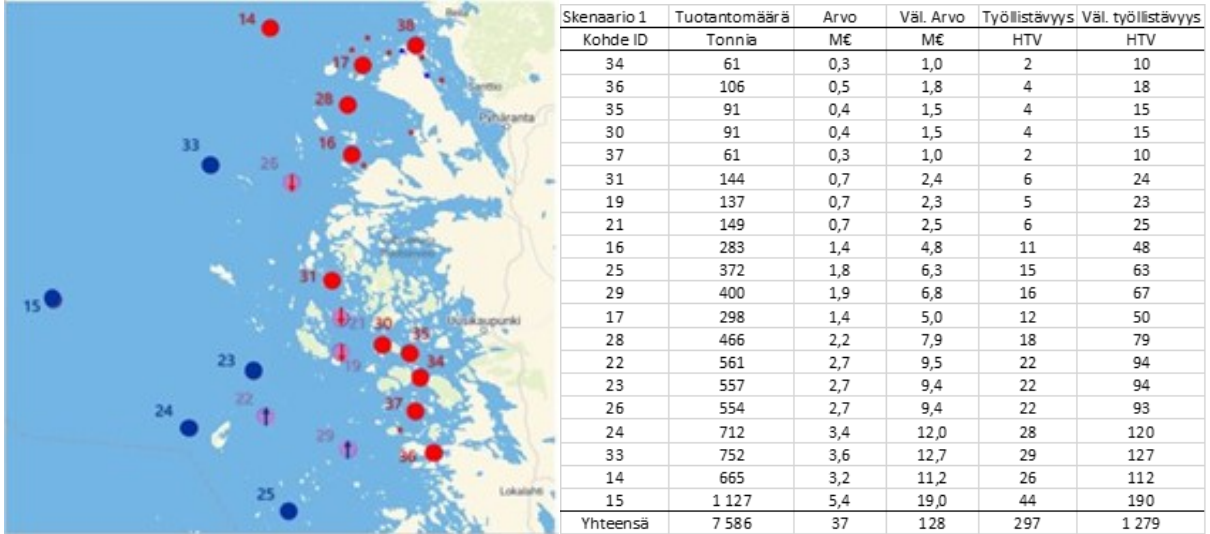 14
38
17
28
16
33
26
Santtio
Pyhäranta
31
15
21
30
35
Uusikaupunki
19
34
23
37
22
24
29
36
25
Lokalahti
Skenaario 1 Tuotantomäärä Arvo Väl. Arvo Työllistävyys Väl. työllistävyys
Kohde ID Tonnia M€ M€ HTV HTV
34 61 0,3 1,0 2 10
36 106 0,5 1,8 4 18
35 91 0,4 1,5 4 15
30 91 0,4 1,5 4 15
37 61 0,3 1,0 2 10
31 144 0,7 2,4 6 24
19 137 0,7 2,3 5 23
21 149 0,7 2,5 6 25
16 283 1,4 4,8 11 48
25 372 1,8 6,3 15 63
29 400 1,9 6,8 16 67
17 298 1,4 5,0 12 50
28 466 2,2 7,9 18 79
22 561 2,7 9,5 22 94
23 557 2,7 9,4 22 94
26 554 2,7 9,4 22 93
24 712 3,4 12,0 28 120
33 752 3,6 12,7 29 127
14 665 3,2 11,2 26 112
15 1 127 5,4 19,0 44 190
Yhteensä 7 586 37 128 297 1 279